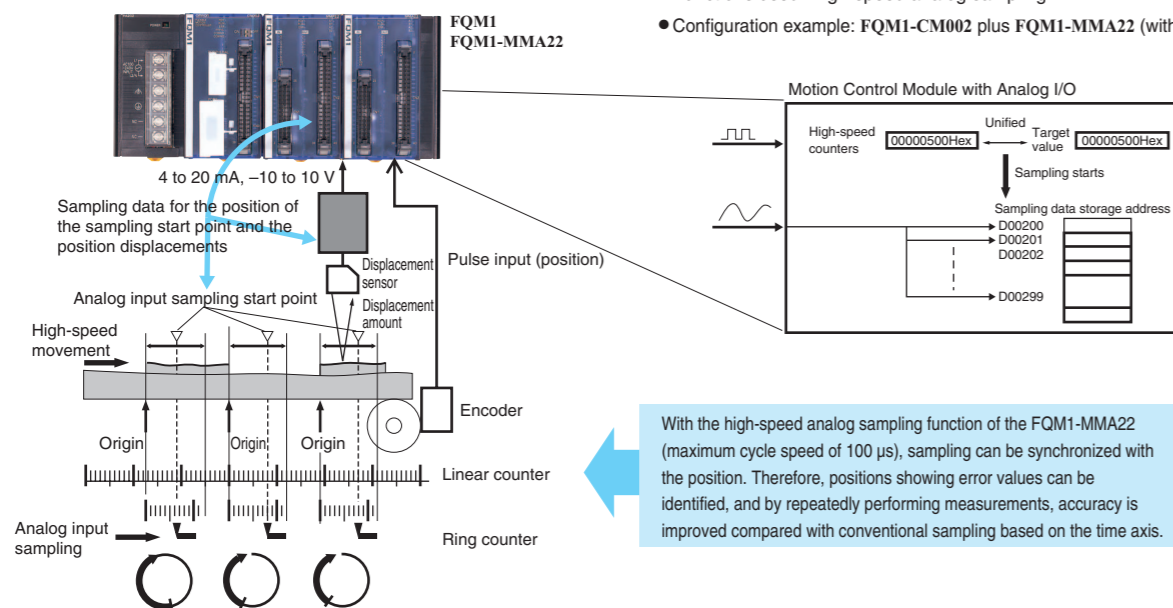 ● Configuration example: FQM1-CM002 plus FQM1-MMA22 (with
FQM1
FQM1-MMA22
FQM1
FQM1
FQM1
4 to 20 mA, –10 to 10 V
Sampling data for the position of
the sampling start point and the
position displacements
Displacement
sensor
Displacement
amount
Pulse input (position)
Analog input sampling start point
High-speed
movement
Encoder
Origin
Origin
Origin
Linear counter
Analog input
sampling
Ring counter
Motion Control Module with Analog I/O
High-speed
counters
00000500Hex
Unified
Target
value
00000500Hex
Sampling starts
Sampling data storage address
D00200
D00201
D00202
D00299
With the high-speed analog sampling function of the FQM1-MMA22
(maximum cycle speed of 100 µs), sampling can be synchronized with
the position. Therefore, positions showing error values can be
identified, and by repeatedly performing measurements, accuracy is
improved compared with conventional sampling based on the time axis.